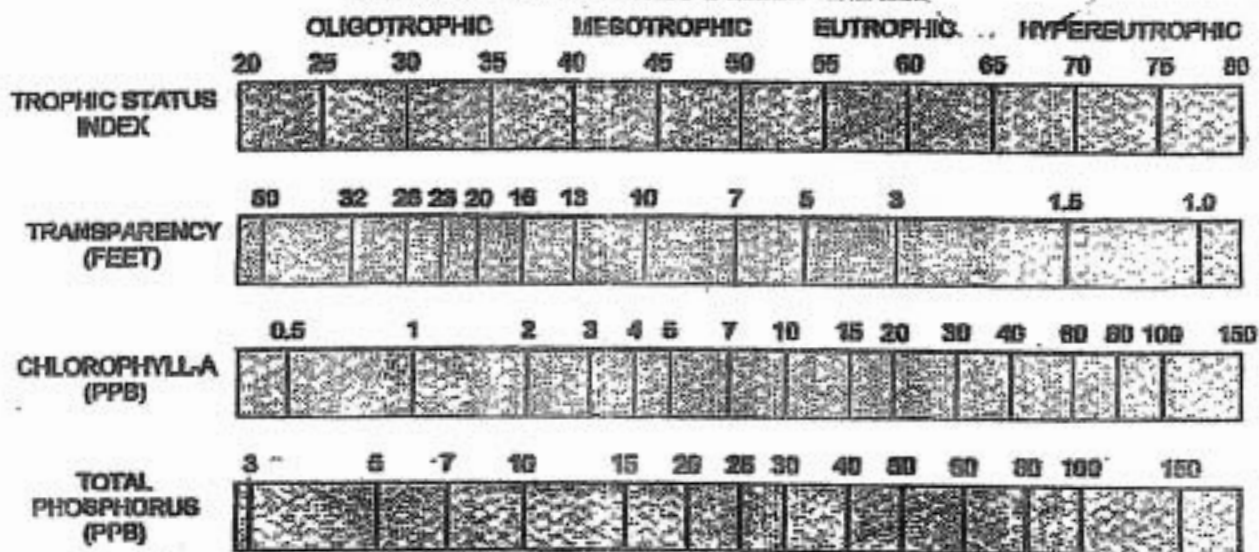 OLIGOTROPHIC MESOTROPHIC EUTROPHIC HYPEREUTROPHIC
20 25 30 35 40 45 50 55 60 65 70 75 80
TROPHIC STATUS
INDEX
50 32 26 23 20 16 13 10 7 5 3 1.5 1.0
TRANSPARENCY
(FEET)
0.5 1 2 3 4 5 7 10 15 20 30 40 60 80 100 150
CHLOROPHYLL-A
(PPB)
3 5 7 10 15 20 25 30 40 50 60 80 100 150
TOTAL
PHOSPHORUS
(PPB)